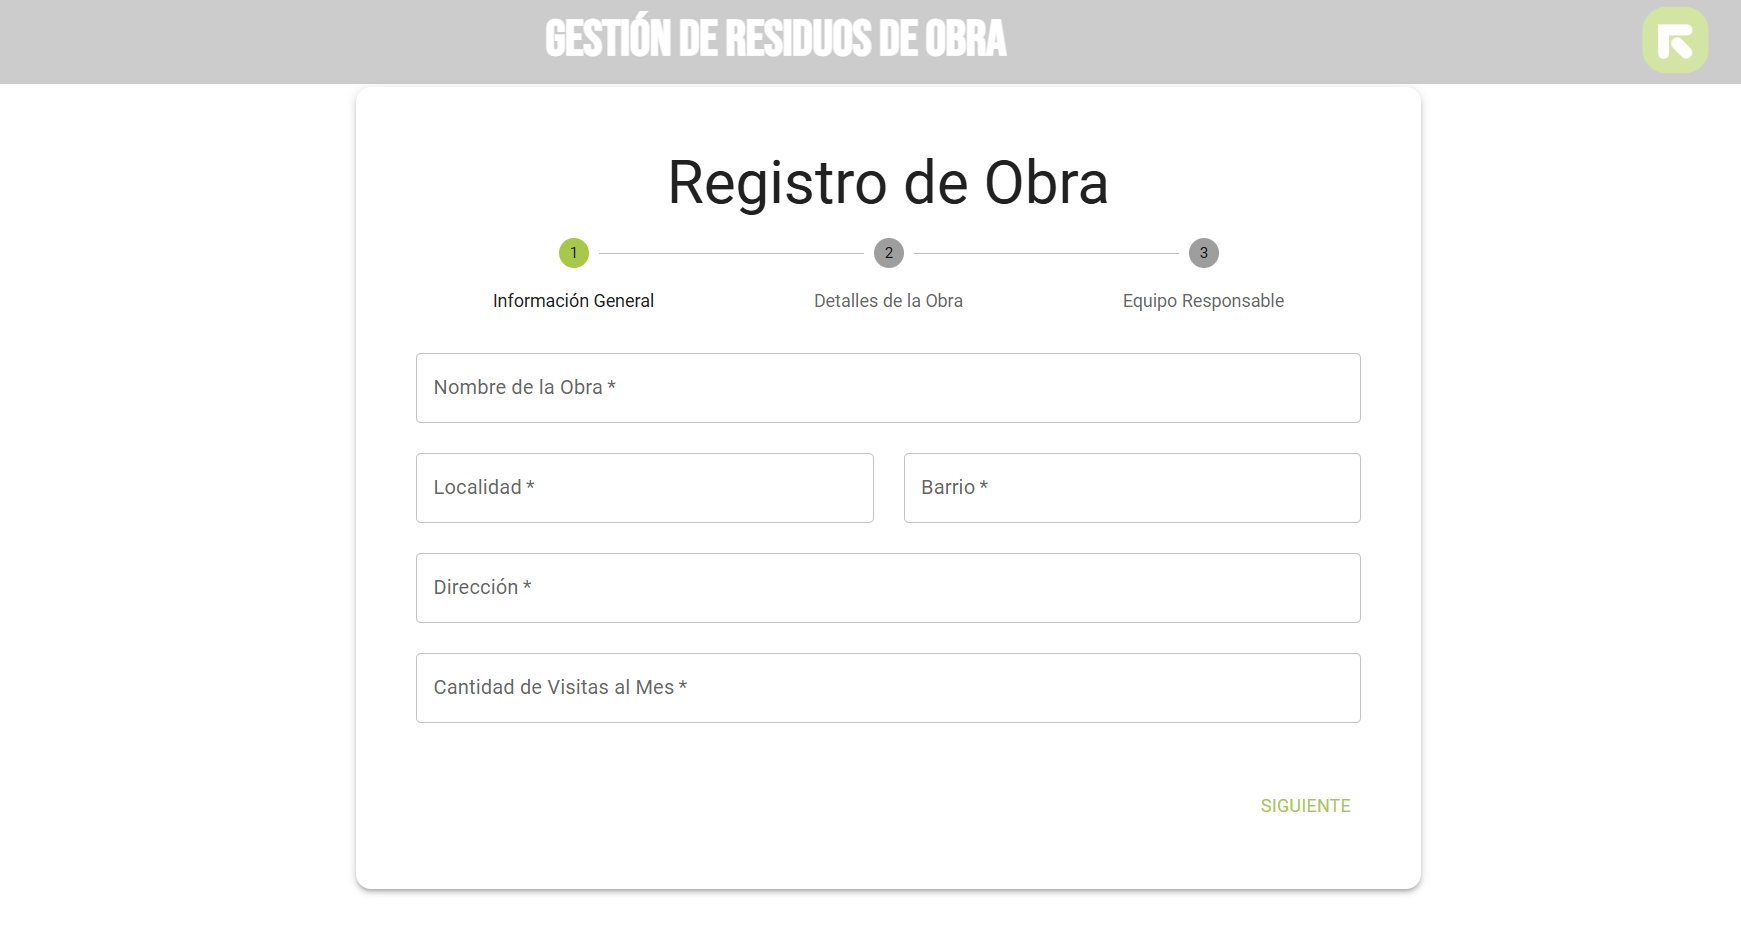 GESTIÓN DE RESIDUOS DE OBRA
Registro de Obra
1 2 3
Información General Detalles de la Obra Equipo Responsable
Nombre de la Obra *
Localidad * Barrio *
Dirección *
Cantidad de Visitas al Mes *
SIGUIENTE